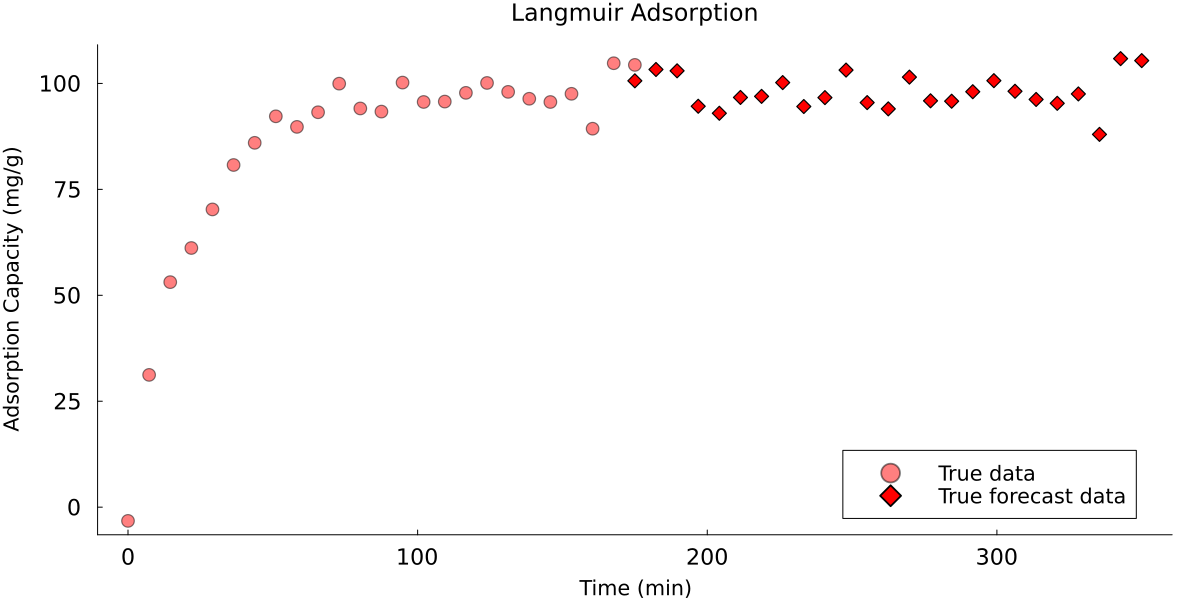 Langmuir Adsorption
Adsorption Capacity (mg/g)
100
75
50
25
0
0 100 200 300
Time (min)
True data
True forecast data